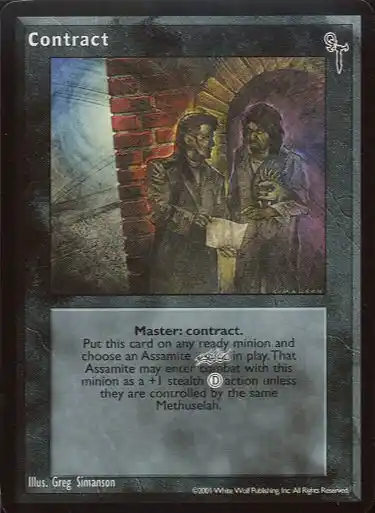 Contract
SIMANSON
Master: contract.
Put this card on any ready minion and
choose an Assamite in play. That
Assamite may enter combat with this
minion as a +1 stealth D action unless
they are controlled by the same
Methuselah.
Illus. Greg Simanson
©2001 White Wolf Publishing, Inc. All Rights Reserved.